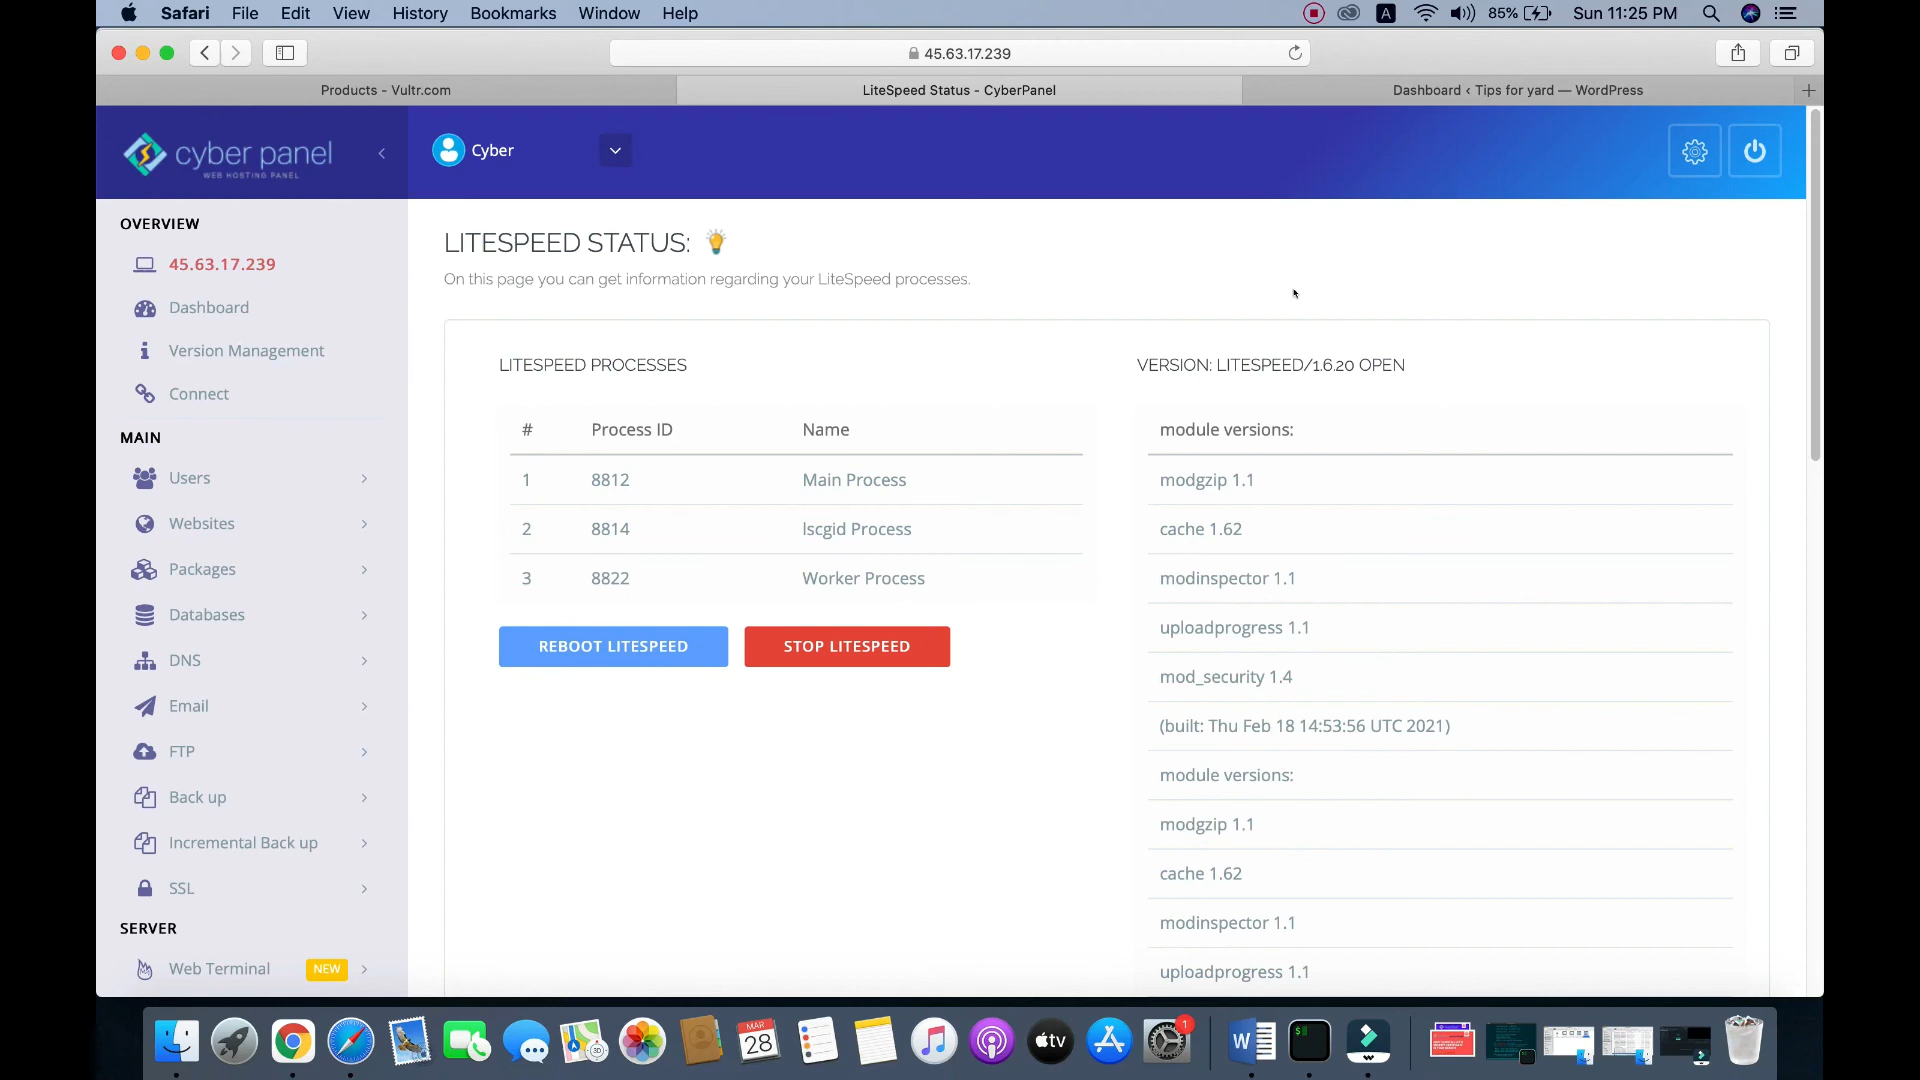 Safari File Edit View History Bookmarks Window Help A 85% Sun 11:25 PM
45.63.17.239
Products - Vultr.com LiteSpeed Status - CyberPanel Dashboard ‹ Tips for yard — WordPress
cyber panel
WEB HOSTING PANEL
Cyber
OVERVIEW
45.63.17.239
Dashboard
Version Management
Connect
MAIN
Users
Websites
Packages
Databases
DNS
Email
FTP
Back up
Incremental Back up
SSL
SERVER
Web Terminal NEW
LITESPEED STATUS:
On this page you can get information regarding your LiteSpeed processes.
LITESPEED PROCESSES
# Process ID Name
1 8812 Main Process
2 8814 lscgid Process
3 8822 Worker Process
REBOOT LITESPEED STOP LITESPEED
VERSION: LITESPEED/1.6.20 OPEN
module versions:
modgzip 1.1
cache 1.62
modinspector 1.1
uploadprogress 1.1
mod_security 1.4
(built: Thu Feb 18 14:53:56 UTC 2021)
module versions:
modgzip 1.1
cache 1.62
modinspector 1.1
uploadprogress 1.1
3D
MAR
28
tv
1
W
$